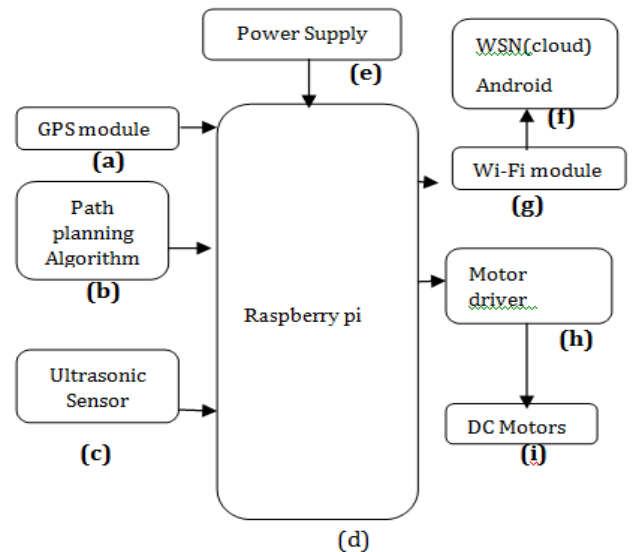 Power Supply
(e)
WSN(cloud)
Android
(f)
GPS module
(a)
Wi-Fi module
(g)
Path
planning
Algorithm
(b)
Motor
driver
(h)
Raspberry pi
Ultrasonic
Sensor
(c)
DC Motors
(i)
(d)